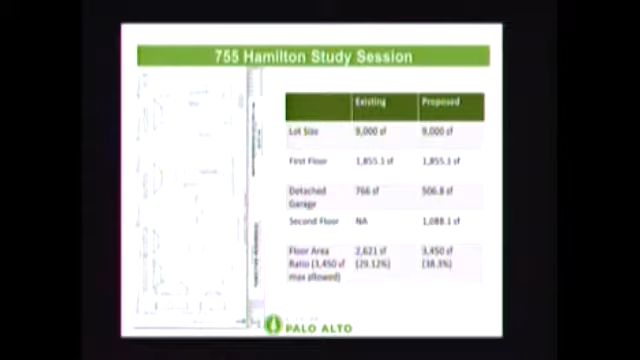 755 Hamilton Study Session
Existing Proposed
Lot Size 9,000 sf 9,000 sf
First Floor 1,855.1 sf 1,855.1 sf
Detached 766 sf 506.8 sf
Garage
Second Floor NA 1,088.1 sf
Floor Area 2,621 sf 3,450 sf
Ratio (3,450 sf (29.12%) (38.3%)
max allowed)
PALO ALTO